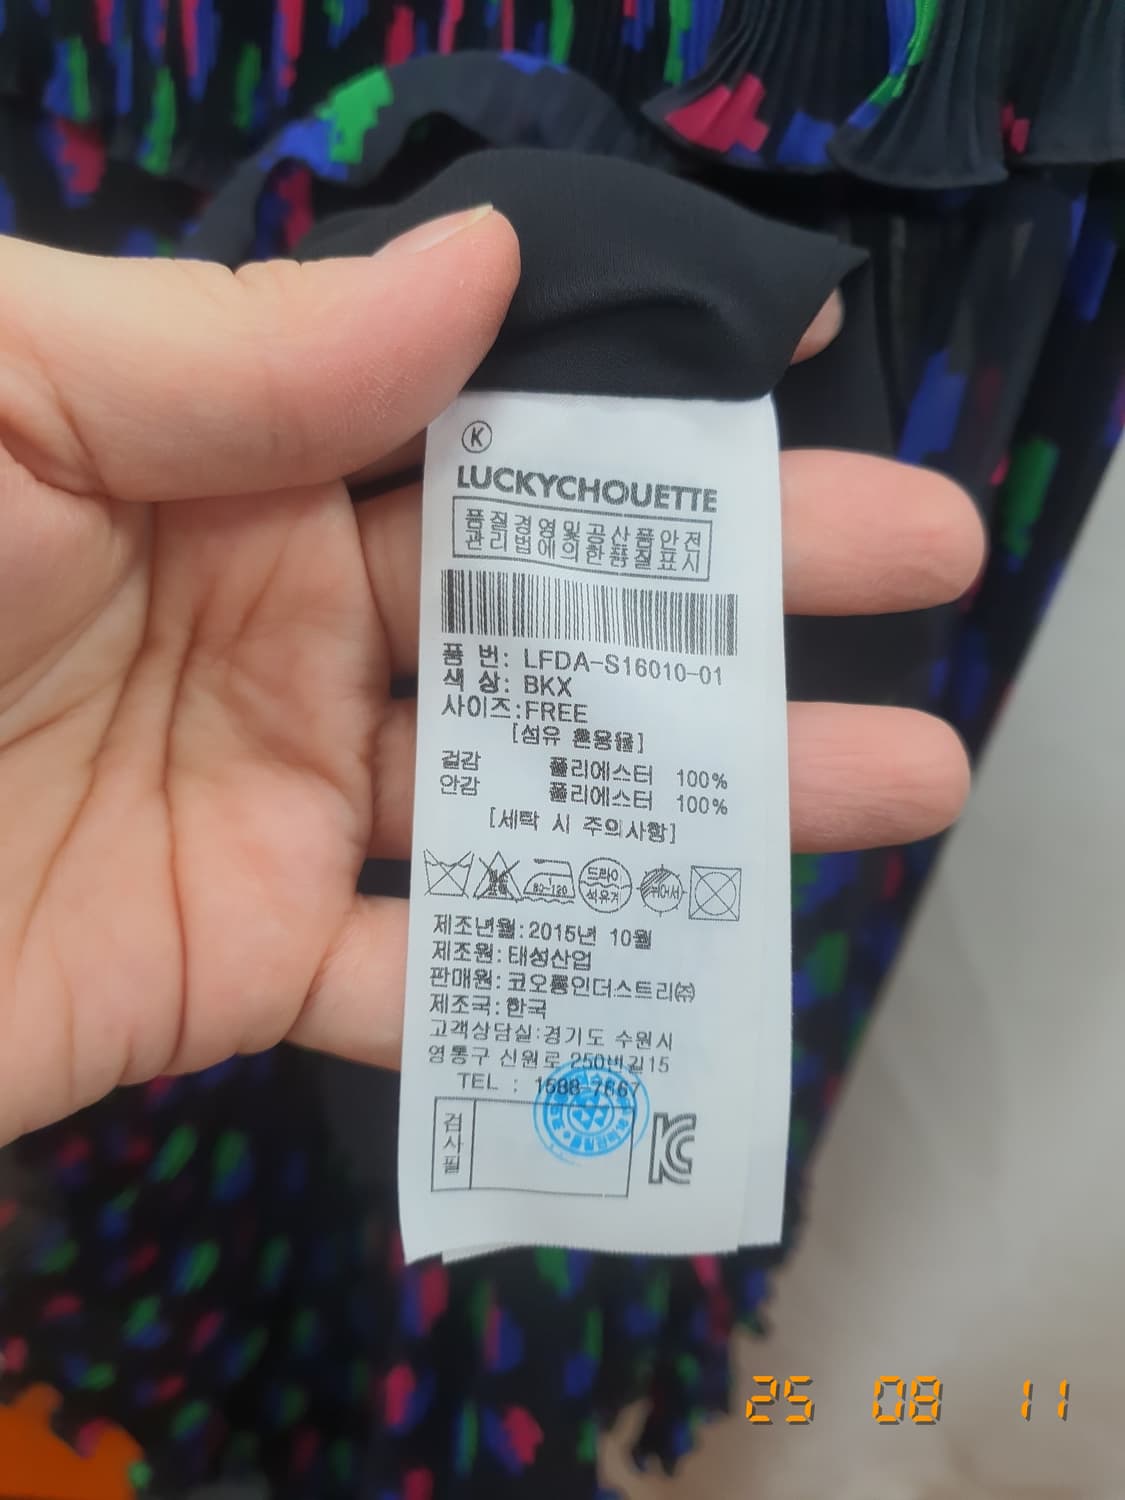 K
LUCKYCHOUETTE
품질경영및공산품안전
관리법에의한품질표시
품 번: LFDA-S16010-01
색 상: BKX
사이즈:FREE
[섬유 혼용율]
겉감 폴리에스터 100%
안감 폴리에스터 100%
[세탁 시 주의사항]
80~120
드라이
석유계
제조년월:2015년 10월
제조원:태성산업
판매원:코오롱인더스트리㈜
제조국:한국
고객상담실:경기도 수원시
영통구 신원로 250번길15
TEL : 1588-7667
검사필
25 08 11